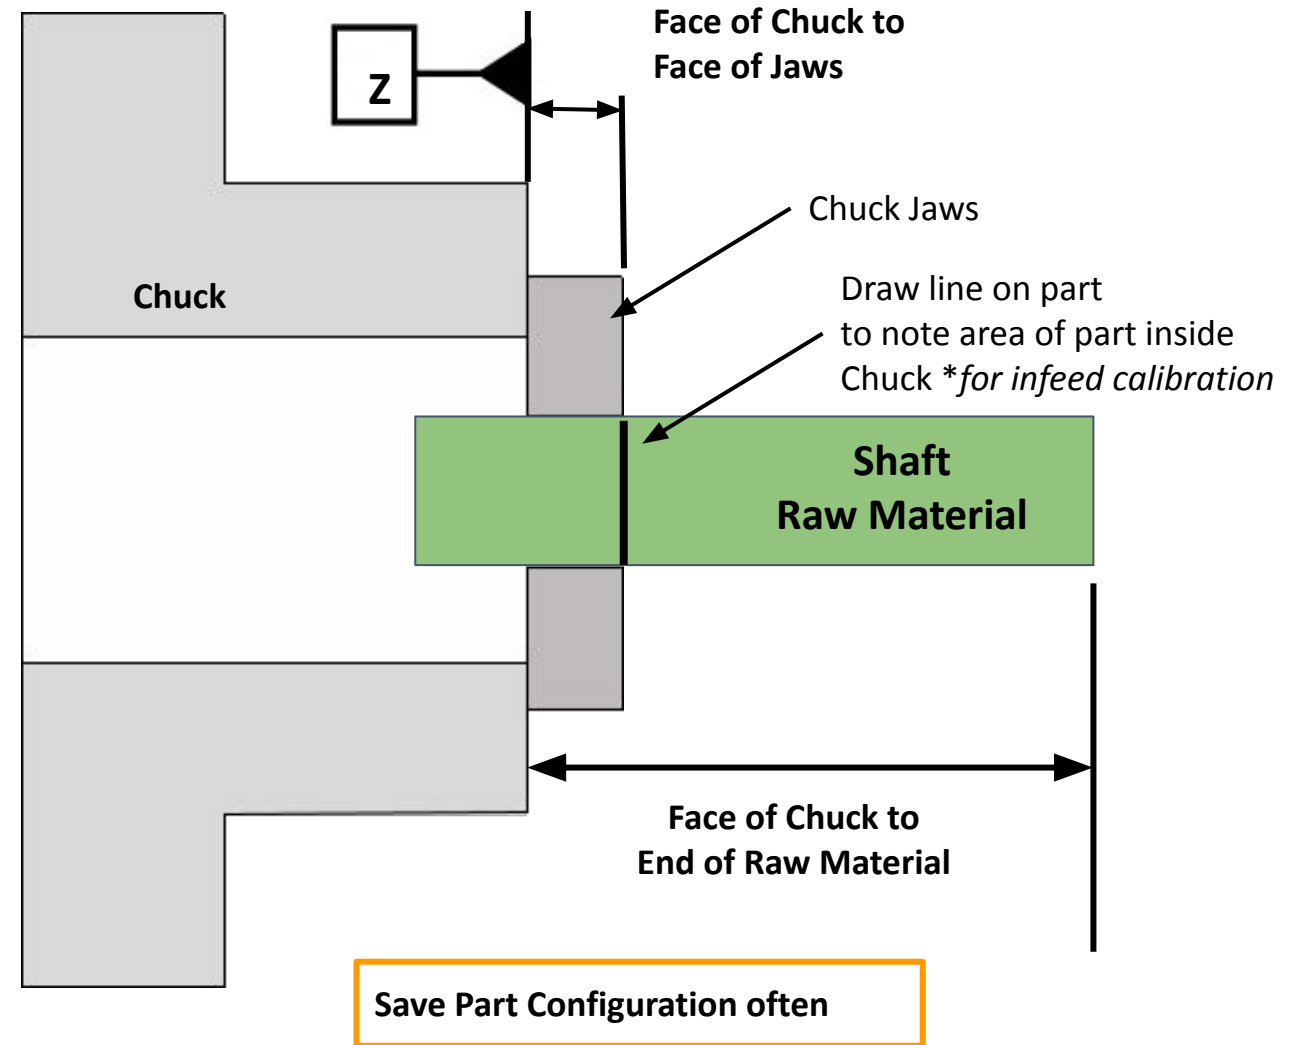 Face of Chuck to
Face of Jaws
Z
Chuck Jaws
Chuck
Draw line on part
to note area of part inside
Chuck *for infeed calibration
Shaft
Raw Material
Face of Chuck to
End of Raw Material
Save Part Configuration often